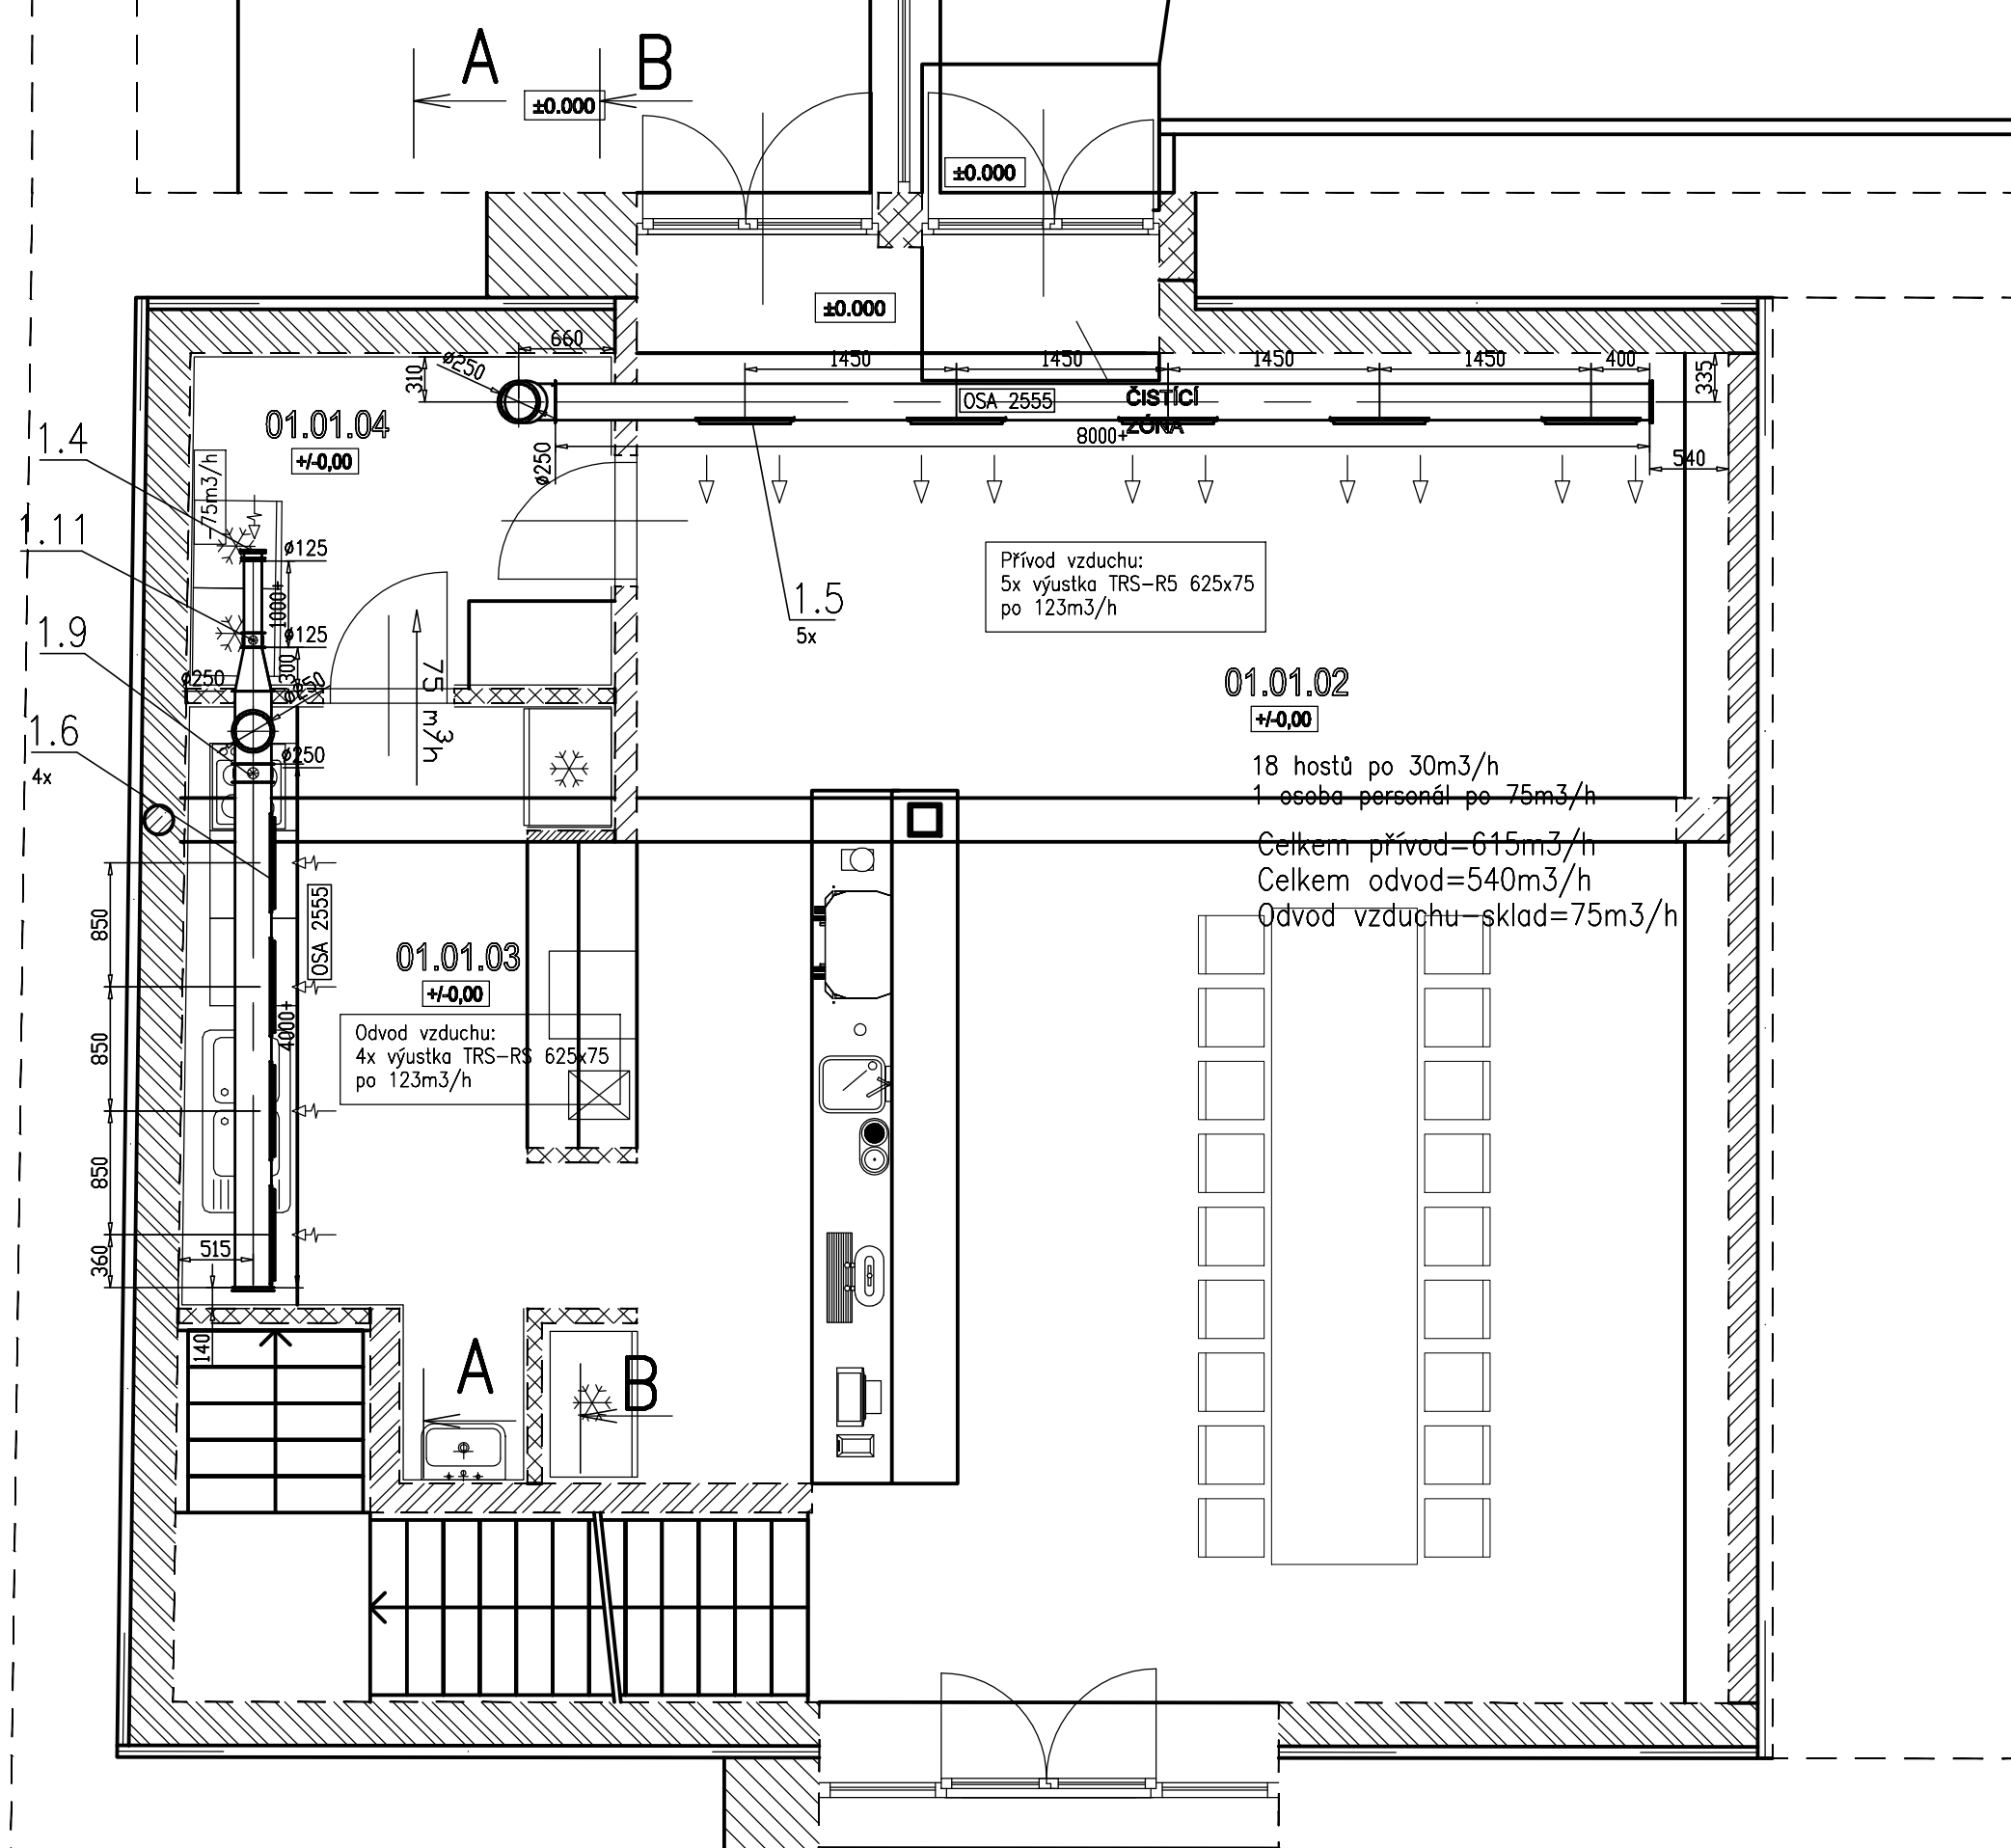 A
B
±0.000
±0.000
±0.000
660
ø250
310
1450
1450
1450
1450
400
335
OSA 2555
ČISTÍCÍ
ZÓNA
8000+
ø250
540
01.01.04
+/-0,00
1.4
-75m3/h
1.11
ø125
1000+
ø125
1.9
300
ø250
ø250
75 m3/h
1.5
5x
Přívod vzduchu:
5x výustka TRS-R5 625x75
po 123m3/h
01.01.02
+/-0,00
1.6
4x
ø250
18 hostů po 30m3/h
1 osoba personál po 75m3/h
Celkem přívod=615m3/h
Celkem odvod=540m3/h
Odvod vzduchu-sklad=75m3/h
850
OSA 2555
01.01.03
+/-0,00
4000+
Odvod vzduchu:
4x výustka TRS-R5 625x75
po 123m3/h
850
850
360
515
140
A
B